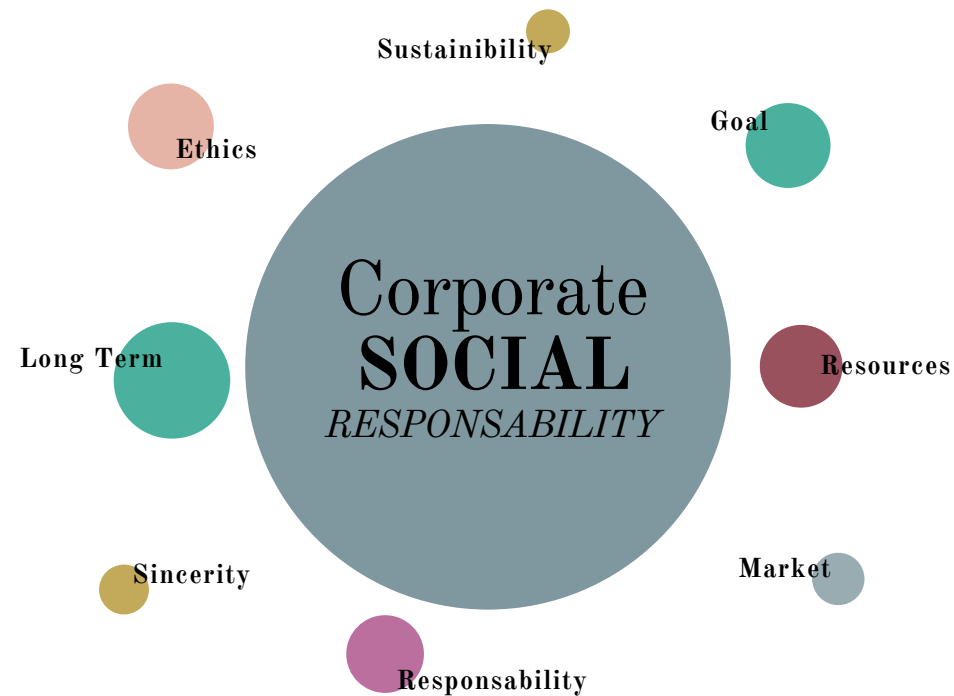 Sustainibility
Goal
Ethics
Corporate
SOCIAL
RESPONSABILITY
Long Term
Resources
Sincerity
Market
Responsability